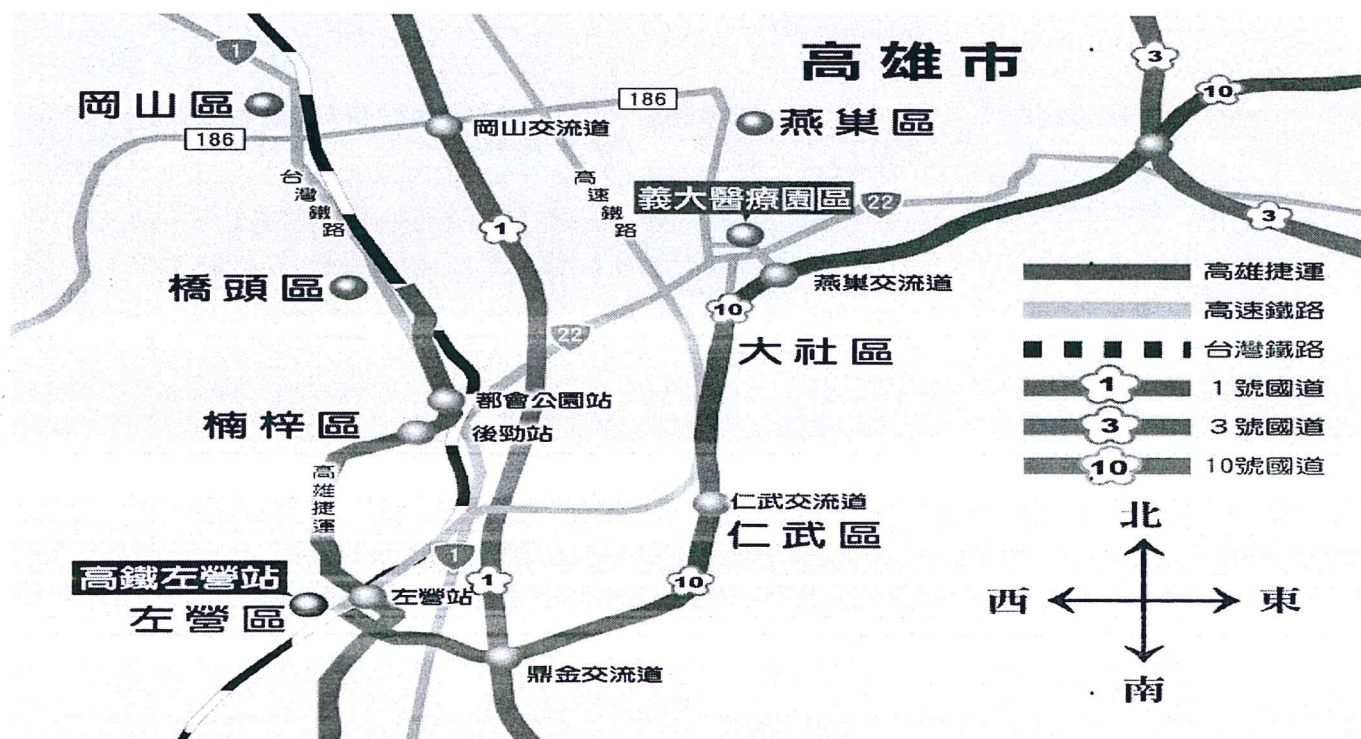 高雄市
1
3
10
岡山區
186
燕巢區
186
岡山交流道
台灣鐵路
高速鐵路
義大醫療園區
22
1
3
橋頭區
燕巢交流道
高雄捷運
10
高速鐵路
22
大社區
台灣鐵路
1
1號國道
都會公園站
楠梓區
後勁站
3
3號國道
10
10號國道
高雄捷運
仁武交流道
仁武區
北
1
高鐵左營站
1
10
左營站
左營區
西
東
鼎金交流道
南